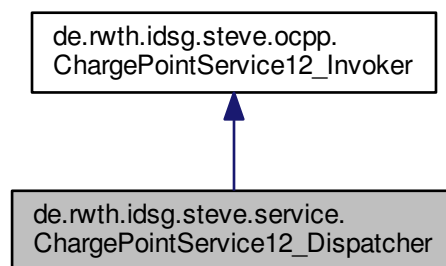 de.rwth.idsg.steve.ocpp.
ChargePointService12_Invoker
de.rwth.idsg.steve.service.
ChargePointService12_Dispatcher